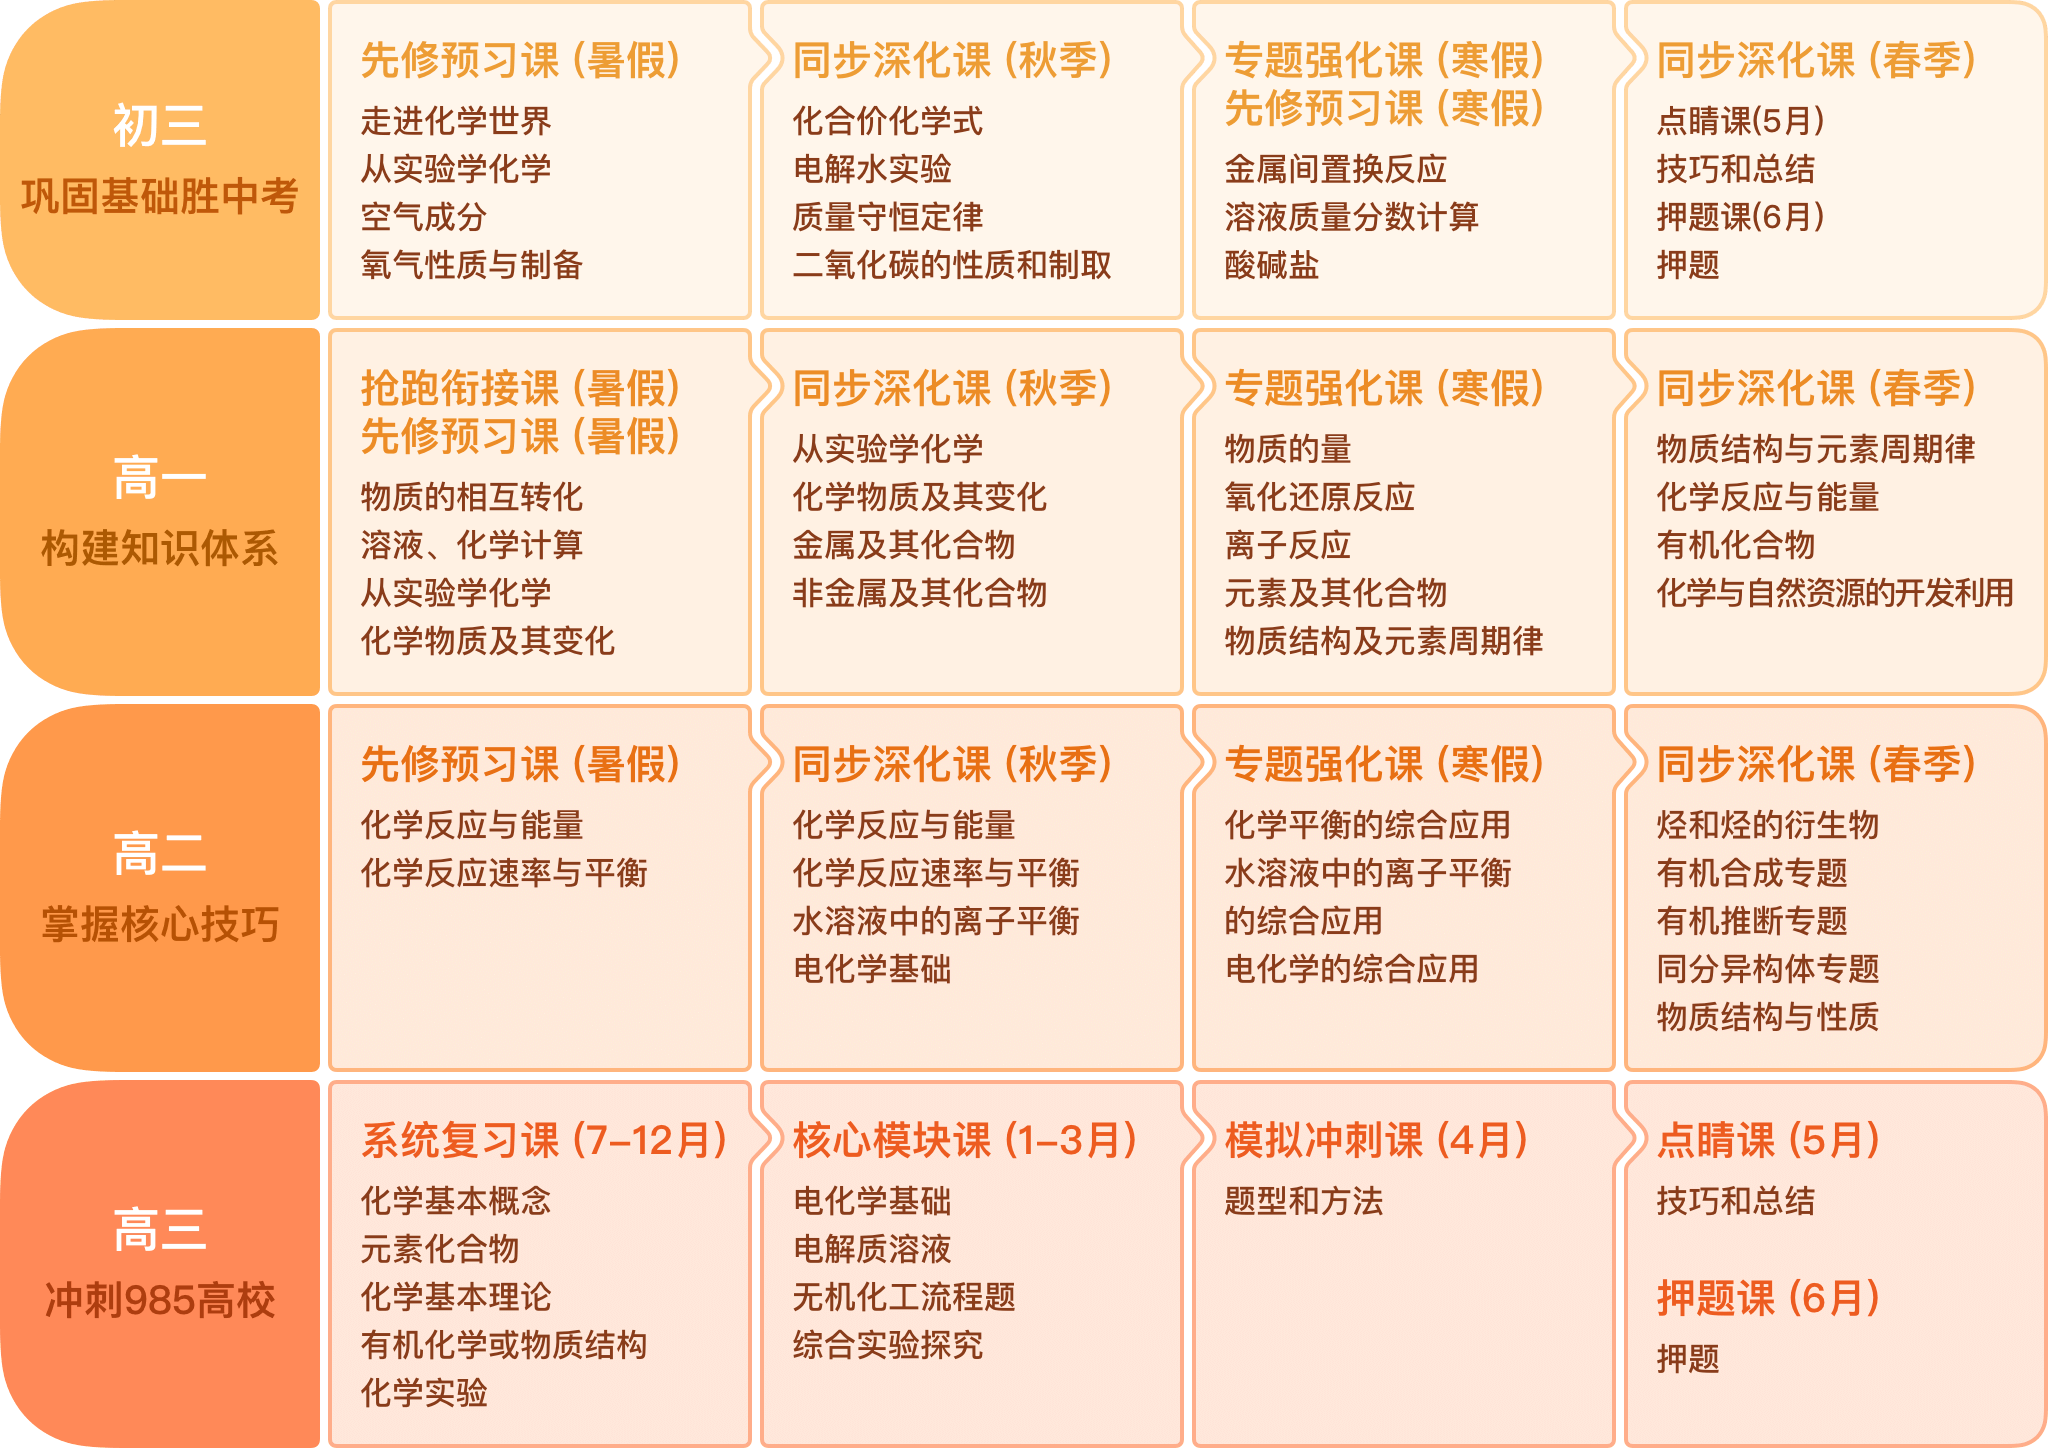 初三
巩固基础胜中考
先修预习课 (暑假)
走进化学世界
从实验学化学
空气成分
氧气性质与制备
同步深化课 (秋季)
化合价化学式
电解水实验
质量守恒定律
二氧化碳的性质和制取
专题强化课 (寒假)
先修预习课 (寒假)
金属间置换反应
溶液质量分数计算
酸碱盐
同步深化课 (春季)
点睛课(5月)
技巧和总结
押题课(6月)
押题
高一
构建知识体系
抢跑衔接课 (暑假)
先修预习课 (暑假)
物质的相互转化
溶液、化学计算
从实验学化学
化学物质及其变化
同步深化课 (秋季)
从实验学化学
化学物质及其变化
金属及其化合物
非金属及其化合物
专题强化课 (寒假)
物质的量
氧化还原反应
离子反应
元素及其化合物
物质结构及元素周期律
同步深化课 (春季)
物质结构与元素周期律
化学反应与能量
有机化合物
化学与自然资源的开发利用
高二
掌握核心技巧
先修预习课 (暑假)
化学反应与能量
化学反应速率与平衡
同步深化课 (秋季)
化学反应与能量
化学反应速率与平衡
水溶液中的离子平衡
电化学基础
专题强化课 (寒假)
化学平衡的综合应用
水溶液中的离子平衡
的综合应用
电化学的综合应用
同步深化课 (春季)
烃和烃的衍生物
有机合成专题
有机推断专题
同分异构体专题
物质结构与性质
高三
冲刺985高校
系统复习课 (7–12月)
化学基本概念
元素化合物
化学基本理论
有机化学或物质结构
化学实验
核心模块课 (1–3月)
电化学基础
电解质溶液
无机化工流程题
综合实验探究
模拟冲刺课 (4月)
题型和方法
点睛课 (5月)
技巧和总结
押题课 (6月)
押题